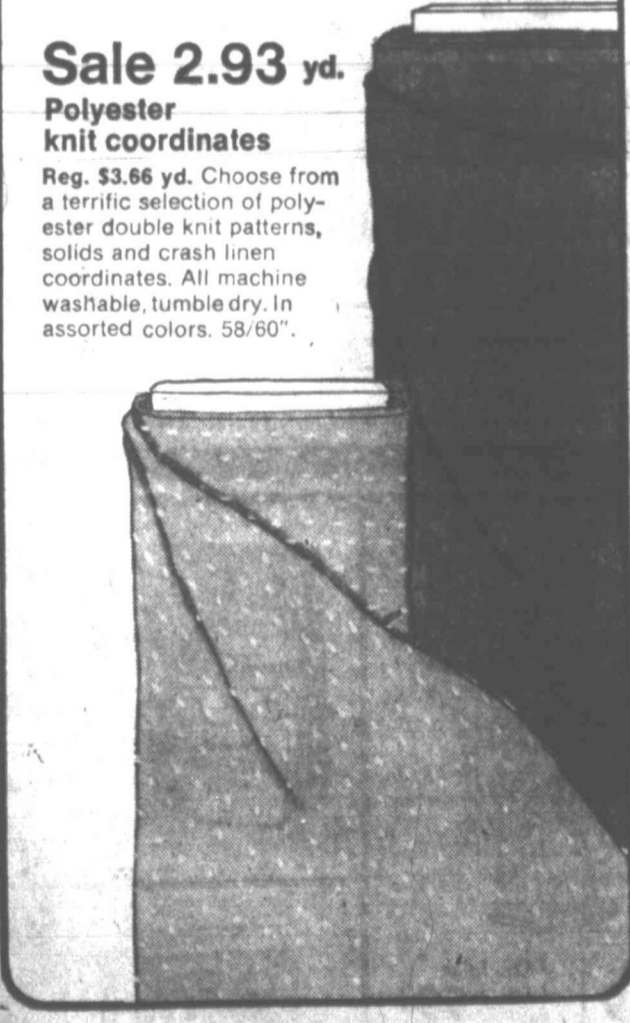 Sale 2.93 yd.
Polyester
knit coordinates
Reg. $3.66 yd. Choose from
a terrific selection of poly-
ester double knit patterns,
solids and crash linen
coordinates. All machine
washable, tumble dry. In
assorted colors. 58/60".